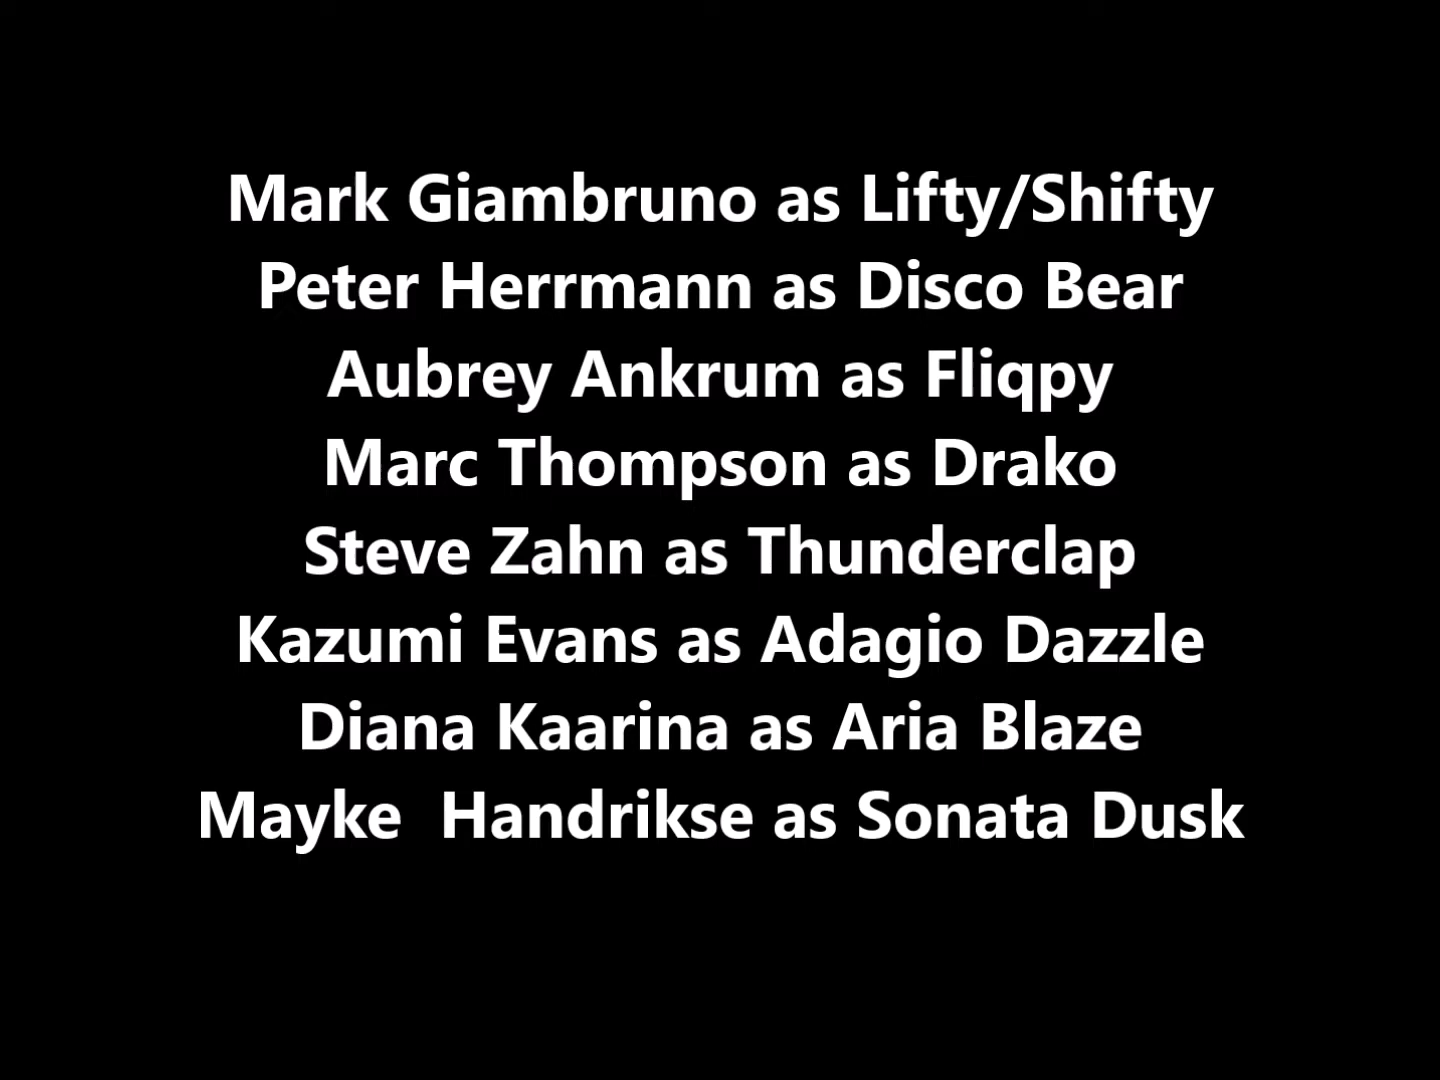 Mark Giambruno as Lifty/Shifty
Peter Herrmann as Disco Bear
Aubrey Ankrum as Fliqpy
Marc Thompson as Drako
Steve Zahn as Thunderclap
Kazumi Evans as Adagio Dazzle
Diana Kaarina as Aria Blaze
Mayke  Handrikse as Sonata Dusk